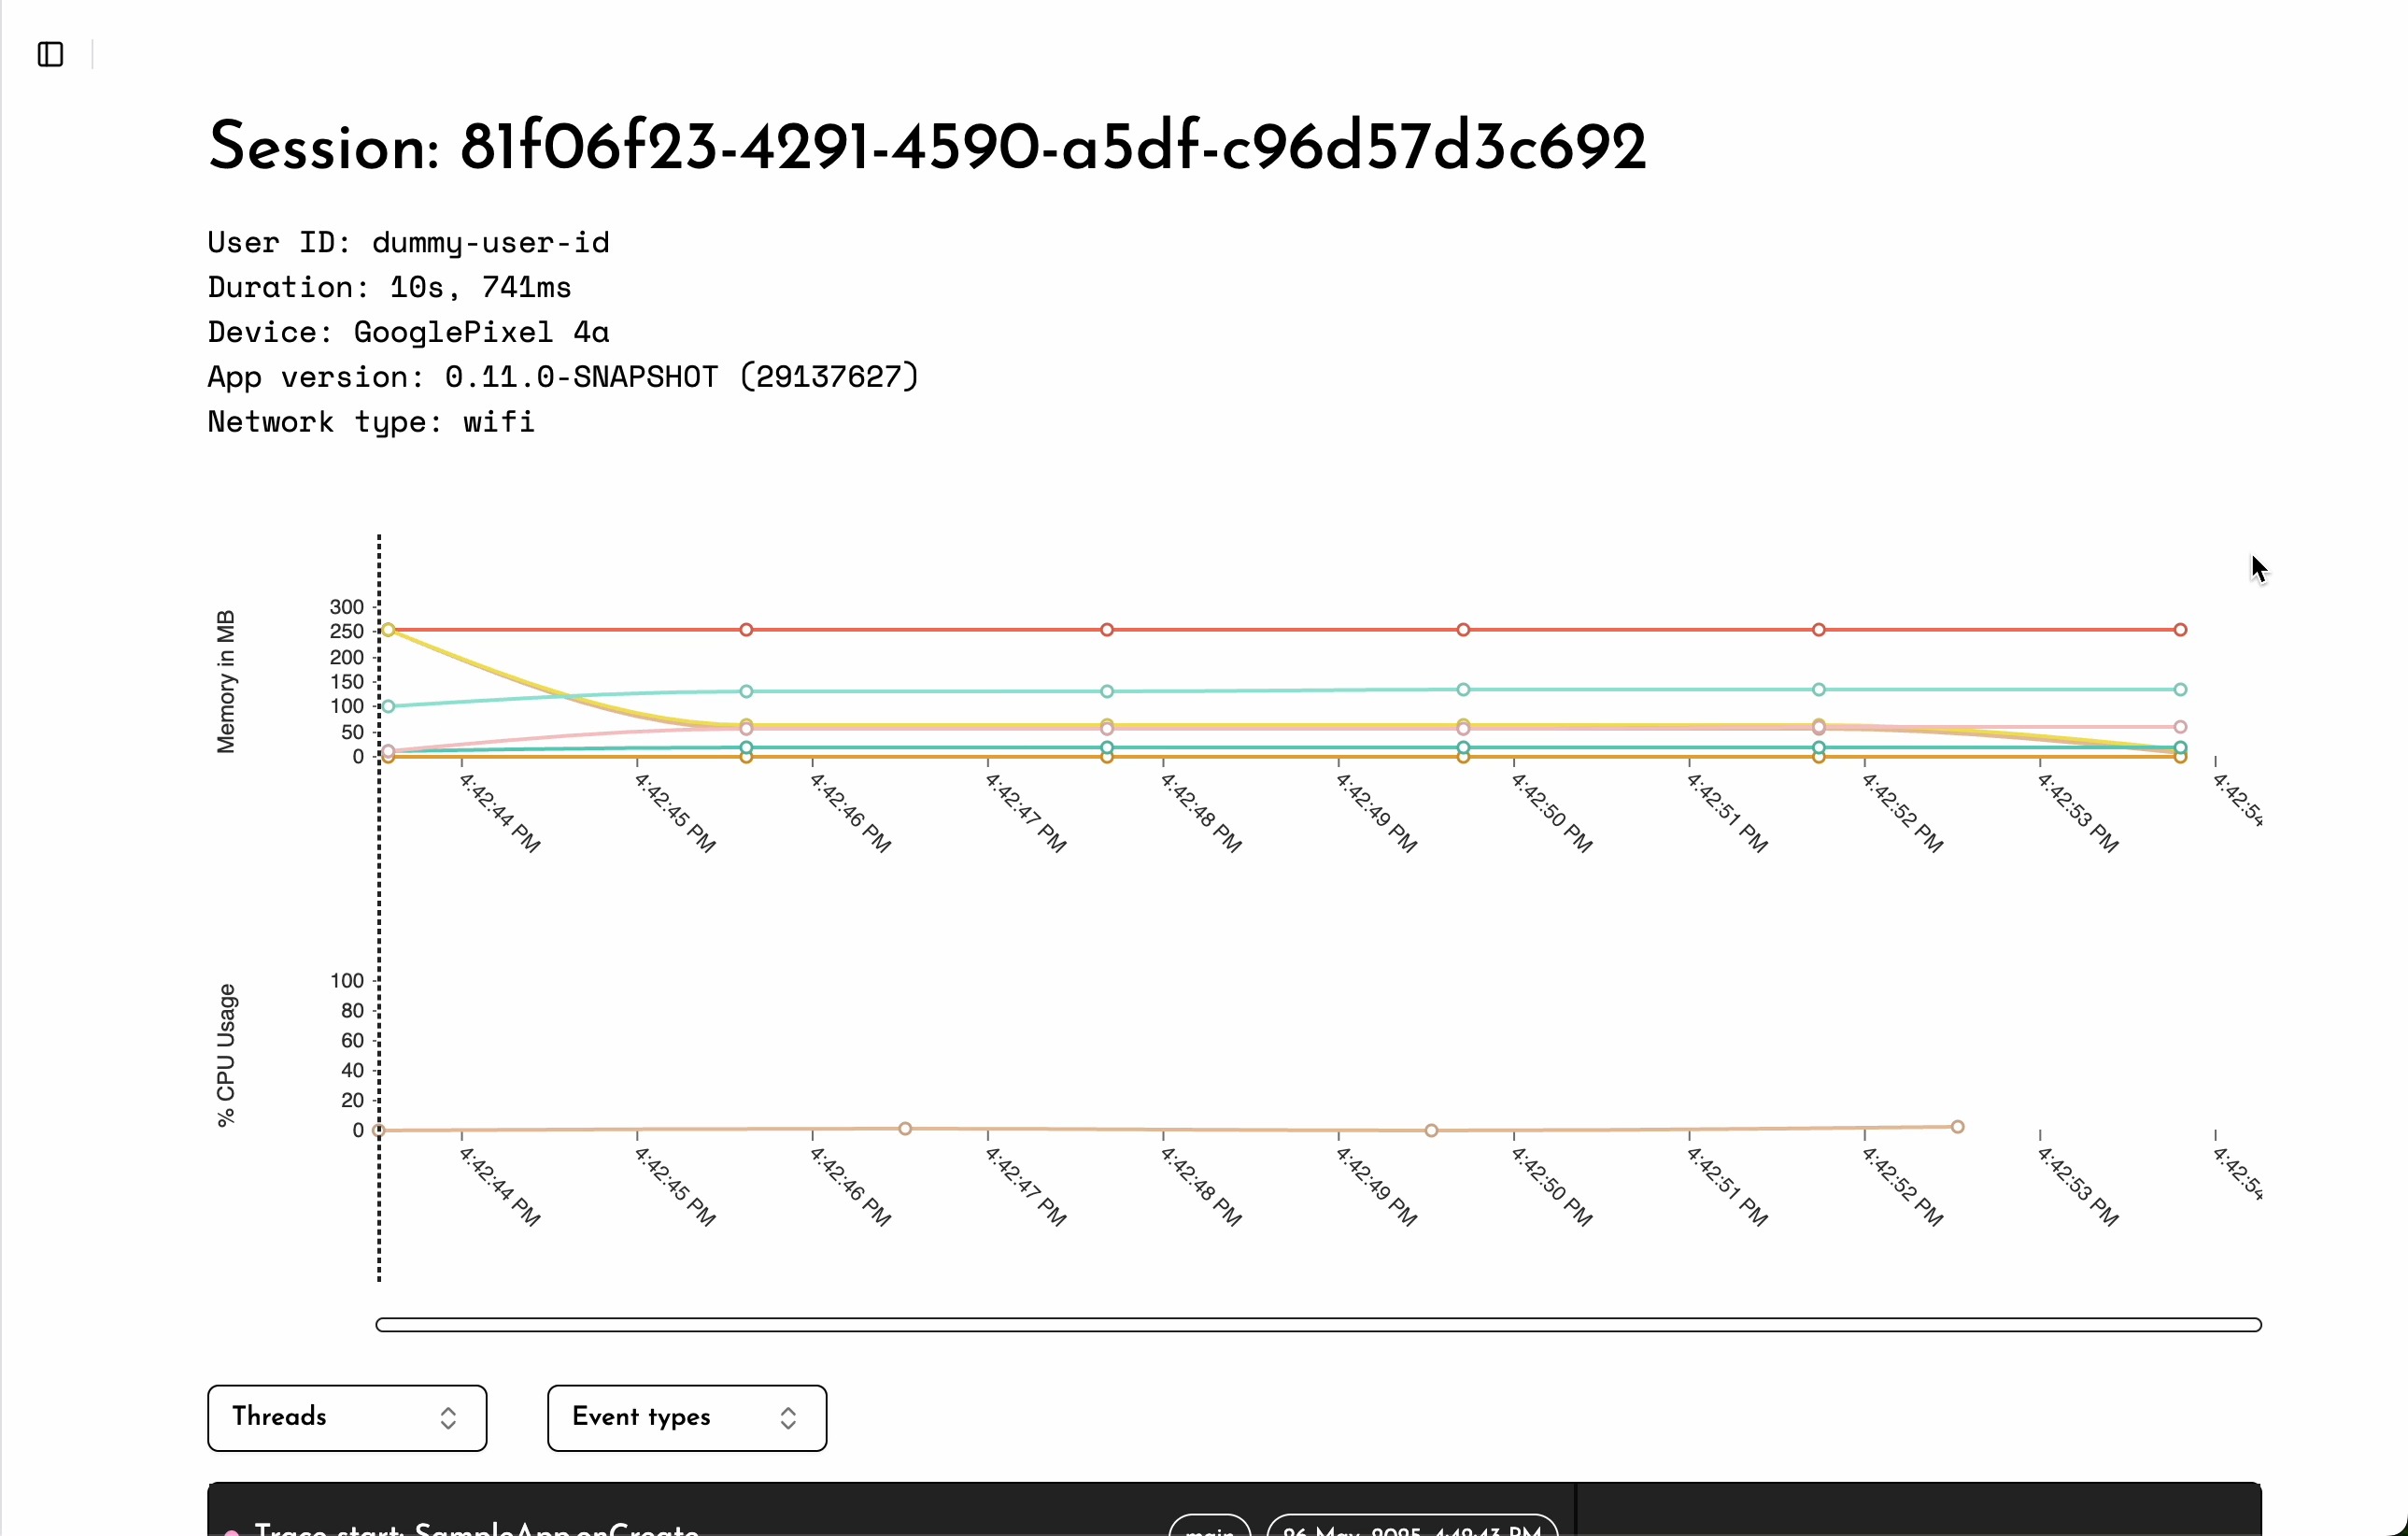 Session: 81f06f23-4291-4590-a5df-c96d57d3c692
User ID: dummy-user-id
Duration: 10s, 741ms
Device: GooglePixel 4a
App version: 0.11.0-SNAPSHOT (29137627)
Network type: wifi
Memory in MB
300
250
200
150
100
50
0
4:42:44 PM
4:42:45 PM
4:42:46 PM
4:42:47 PM
4:42:48 PM
4:42:49 PM
4:42:50 PM
4:42:51 PM
4:42:52 PM
4:42:53 PM
4:42:54
% CPU Usage
100
80
60
40
20
0
4:42:44 PM
4:42:45 PM
4:42:46 PM
4:42:47 PM
4:42:48 PM
4:42:49 PM
4:42:50 PM
4:42:51 PM
4:42:52 PM
4:42:53 PM
4:42:54
Threads
Event types
Trace start: SampleApp.onCreate main 26 May, 2025, 4:42:43 PM